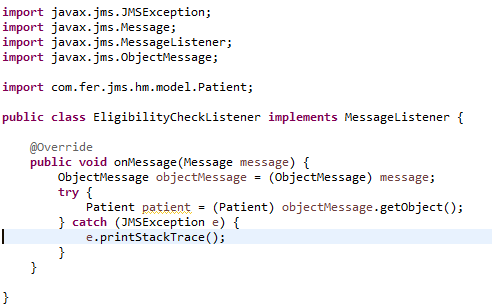 import javax.jms.JMSException;
import javax.jms.Message;
import javax.jms.MessageListener;
import javax.jms.ObjectMessage;

import com.fer.jms.hm.model.Patient;

public class EligibilityCheckListener implements MessageListener {

    @Override
    public void onMessage(Message message) {
        ObjectMessage objectMessage = (ObjectMessage) message;
        try {
            Patient patient = (Patient) objectMessage.getObject();
        } catch (JMSException e) {
            e.printStackTrace();
        }
    }

}